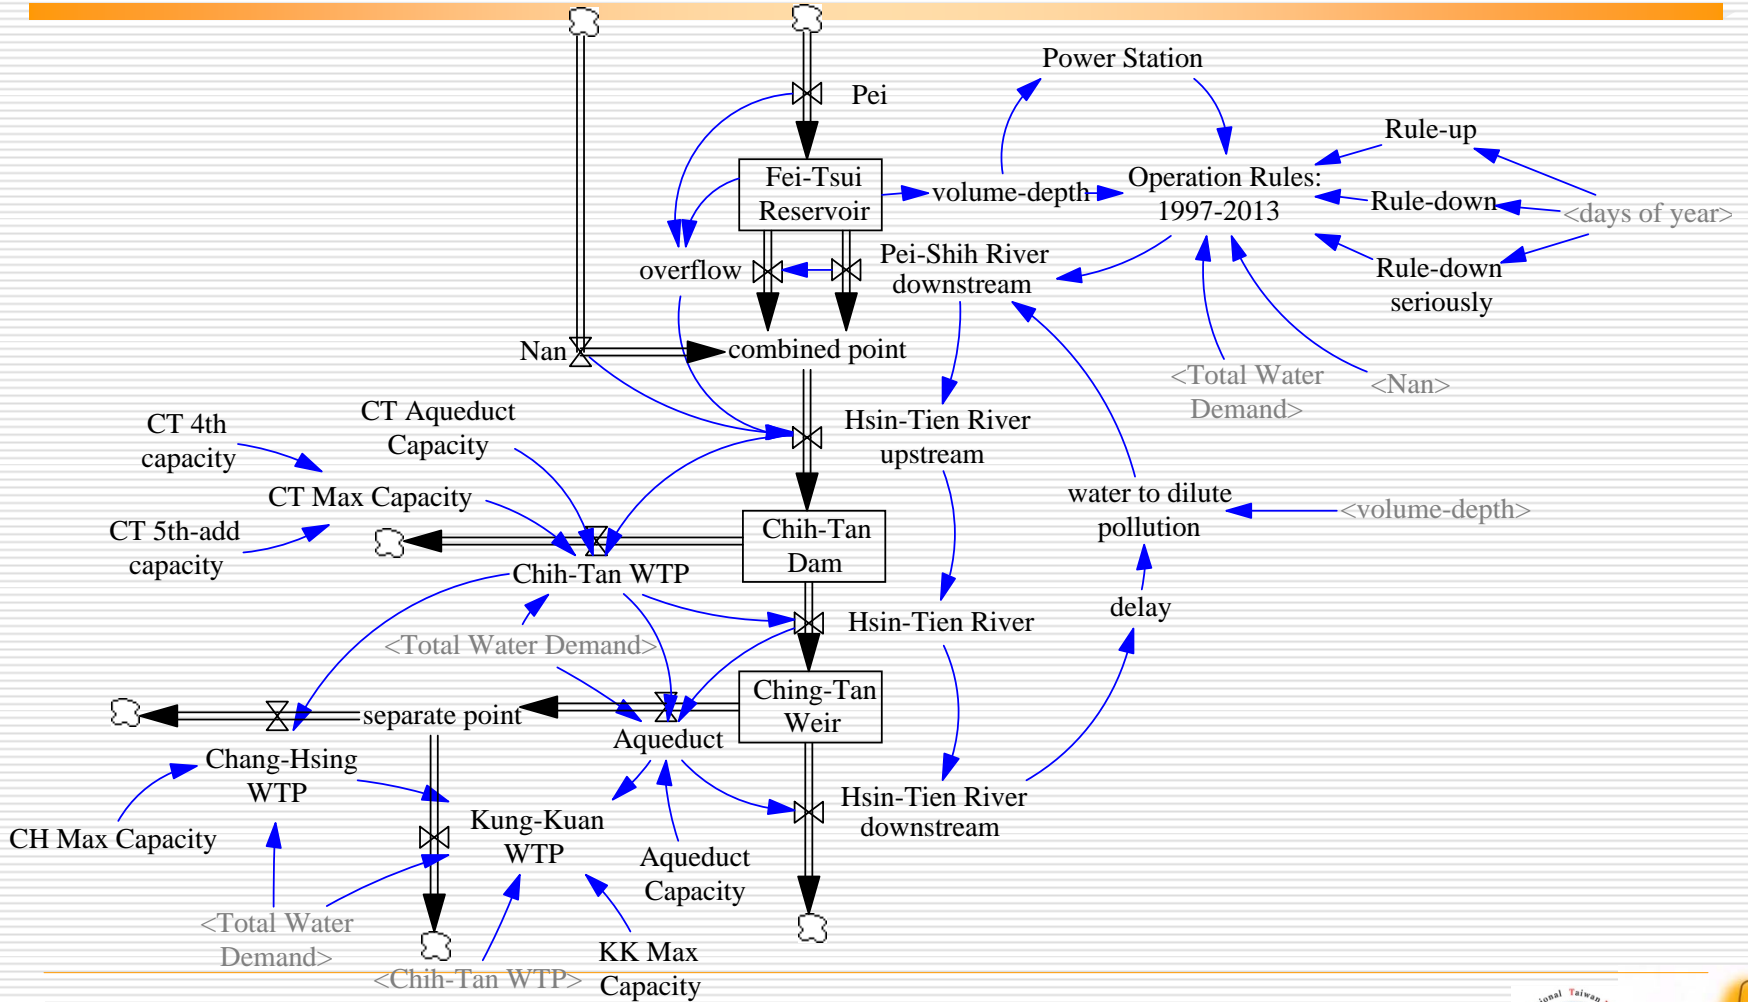 Power Station
Pei
Rule-up
Fei-Tsui
Reservoir
volume-depth
Operation Rules:
1997-2013
Rule-down
<days of year>
overflow
Pei-Shih River
downstream
Rule-down
seriously
Nan
combined point
<Total Water
Demand>
<Nan>
CT 4th
capacity
CT Aqueduct
Capacity
Hsin-Tien River
upstream
CT Max Capacity
water to dilute
pollution
<volume-depth>
CT 5th-add
capacity
Chih-Tan
Dam
Chih-Tan WTP
delay
Hsin-Tien River
<Total Water Demand>
Ching-Tan
Weir
separate point
Aqueduct
Chang-Hsing
WTP
Hsin-Tien River
downstream
CH Max Capacity
Kung-Kuan
WTP
Aqueduct
Capacity
<Total Water
Demand>
<Chih-Tan WTP>
KK Max
Capacity
ional Taiwan